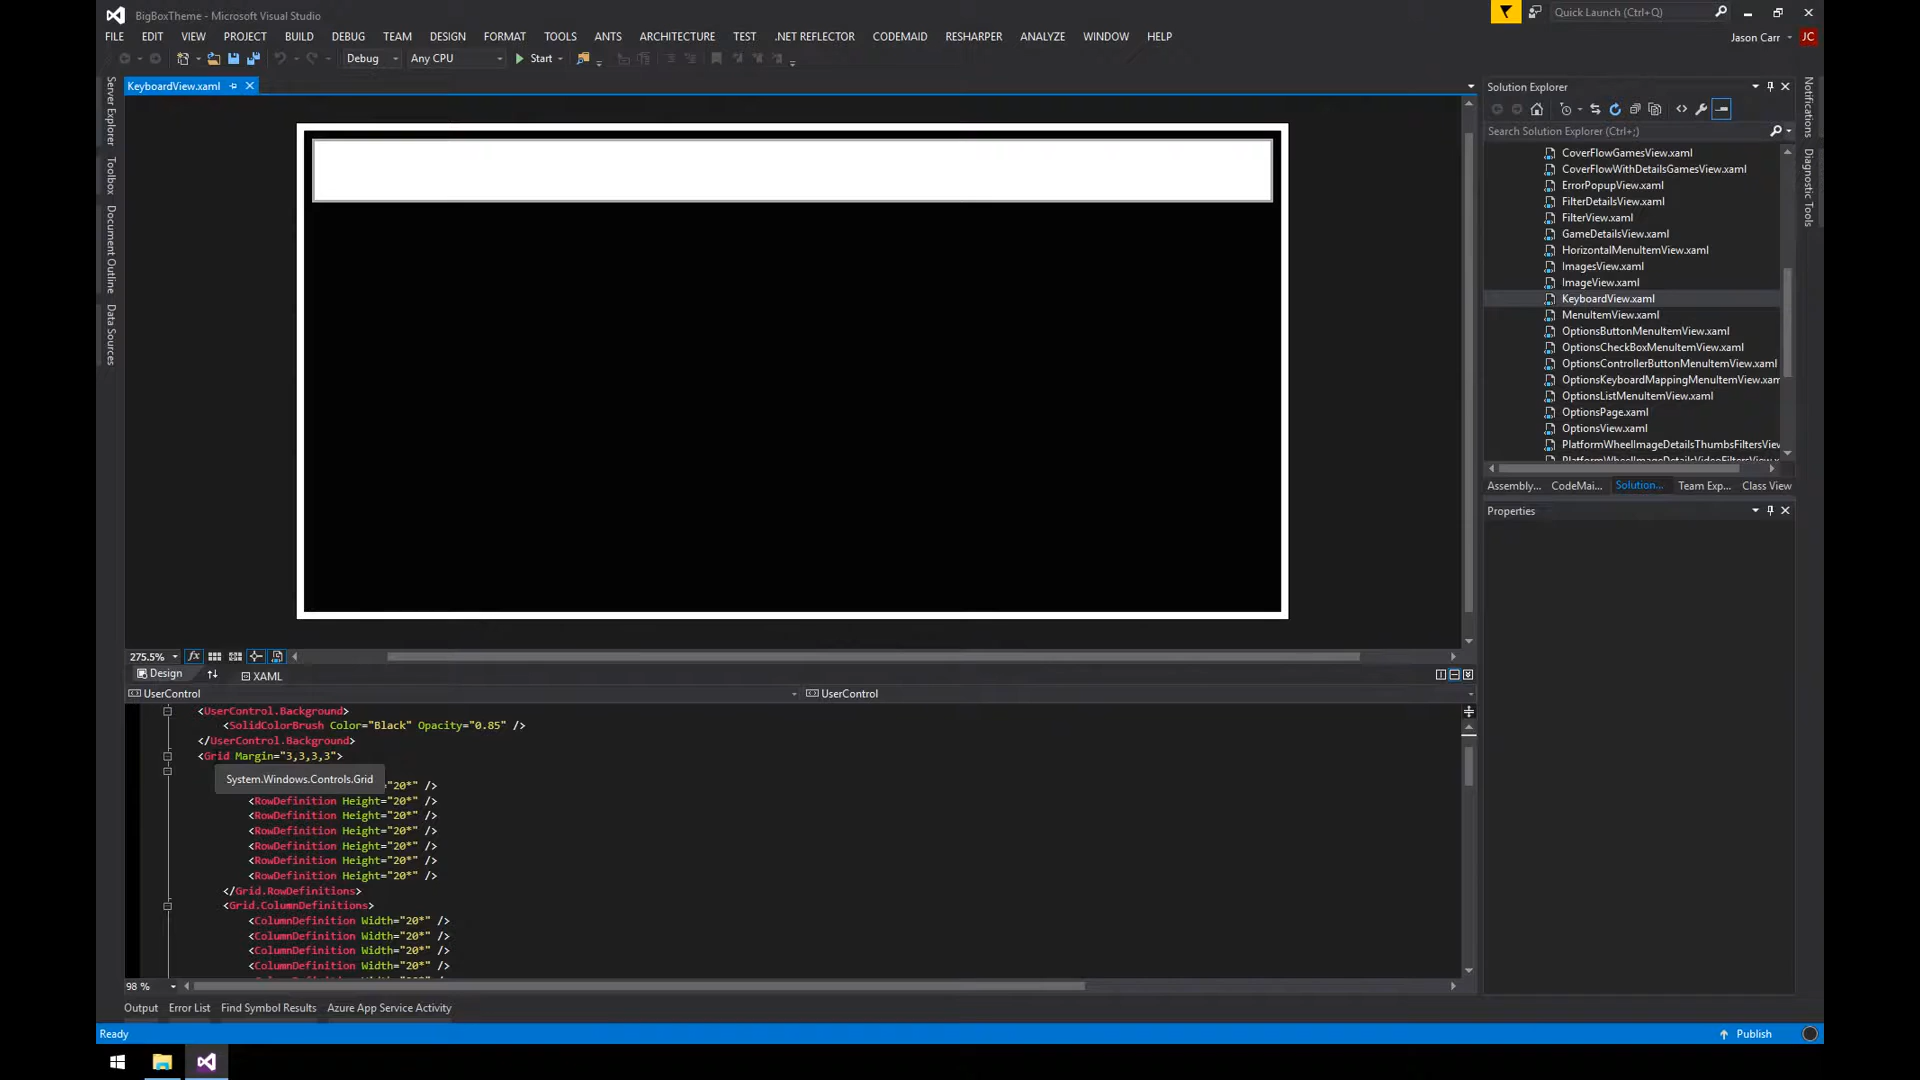 BigBoxTheme - Microsoft Visual Studio
Quick Launch (Ctrl+Q)
FILE EDIT VIEW PROJECT BUILD DEBUG TEAM DESIGN FORMAT TOOLS ANTS ARCHITECTURE TEST .NET REFLECTOR CODEMAID RESHARPER ANALYZE WINDOW HELP
Jason Carr JC
Debug Any CPU Start
KeyboardView.xaml
Server Explorer
Toolbox
Document Outline
Data Sources
Solution Explorer
Search Solution Explorer (Ctrl+;)
CoverFlowGamesView.xaml
CoverFlowWithDetailsGamesView.xaml
ErrorPopupView.xaml
FilterDetailsView.xaml
FilterView.xaml
GameDetailsView.xaml
HorizontalMenuItemView.xaml
ImagesView.xaml
ImageView.xaml
KeyboardView.xaml
MenuItemView.xaml
OptionsButtonMenuItemView.xaml
OptionsCheckBoxMenuItemView.xaml
OptionsControllerButtonMenuItemView.xaml
OptionsKeyboardMappingMenuItemView.xam
OptionsListMenuItemView.xaml
OptionsPage.xaml
OptionsView.xaml
PlatformWheelImageDetailsThumbsFiltersView
PlatformWheelImageDetailsVideoFiltersView.x
Assembly... CodeMai... Solution... Team Exp... Class View
Properties
Notifications
Diagnostic Tools
275.5%
Design XAML
UserControl UserControl
<UserControl.Background>
<SolidColorBrush Color="Black" Opacity="0.85" />
</UserControl.Background>
<Grid Margin="3,3,3,3">
System.Windows.Controls.Grid
"20*" />
<RowDefinition Height="20*" />
<RowDefinition Height="20*" />
<RowDefinition Height="20*" />
<RowDefinition Height="20*" />
<RowDefinition Height="20*" />
<RowDefinition Height="20*" />
</Grid.RowDefinitions>
<Grid.ColumnDefinitions>
<ColumnDefinition Width="20*" />
<ColumnDefinition Width="20*" />
<ColumnDefinition Width="20*" />
<ColumnDefinition Width="20*" />
98 %
Output Error List Find Symbol Results Azure App Service Activity
Ready
Publish